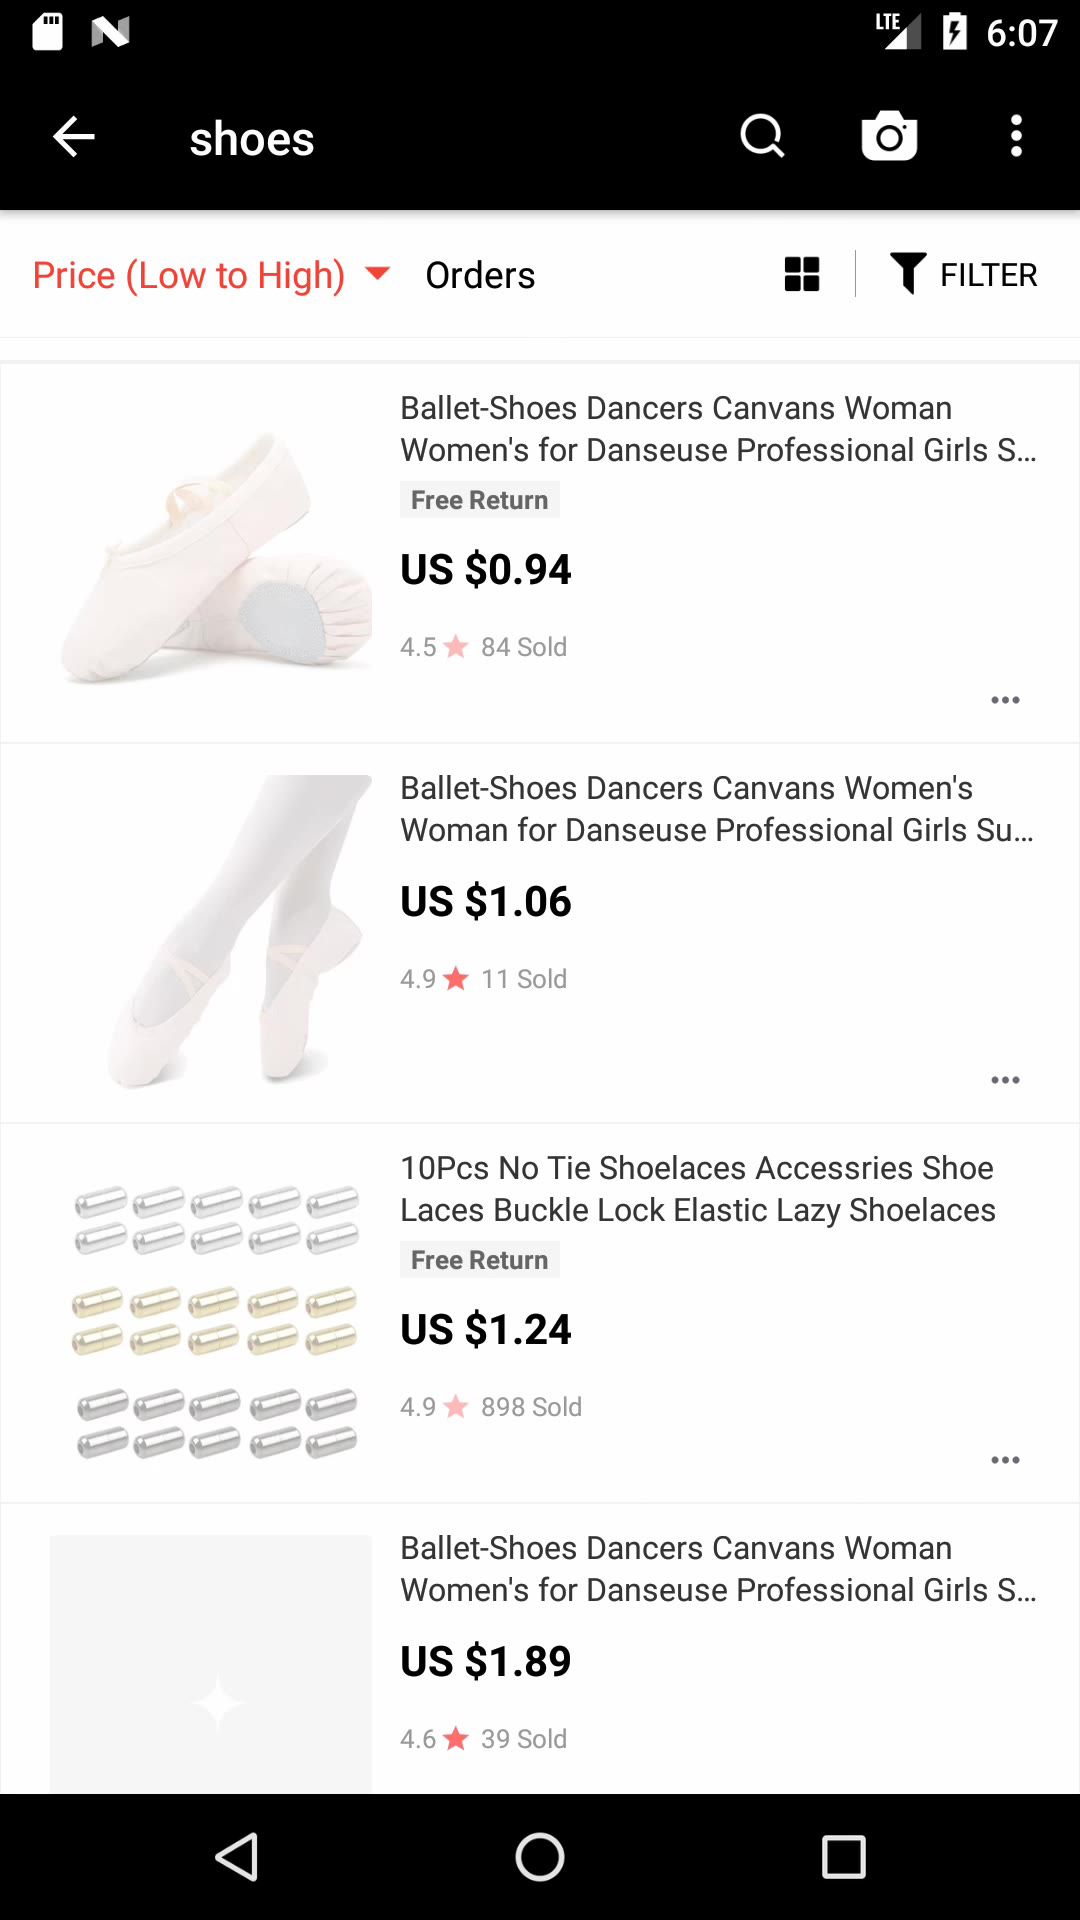 LTE 6:07
shoes
Price (Low to High) Orders FILTER
Ballet-Shoes Dancers Canvans Woman
Women's for Danseuse Professional Girls S...
Free Return
US $0.94
4.5 84 Sold
Ballet-Shoes Dancers Canvans Women's
Woman for Danseuse Professional Girls Su...
US $1.06
4.9 11 Sold
10Pcs No Tie Shoelaces Accessries Shoe
Laces Buckle Lock Elastic Lazy Shoelaces
Free Return
US $1.24
4.9 898 Sold
Ballet-Shoes Dancers Canvans Woman
Women's for Danseuse Professional Girls S...
US $1.89
4.6 39 Sold